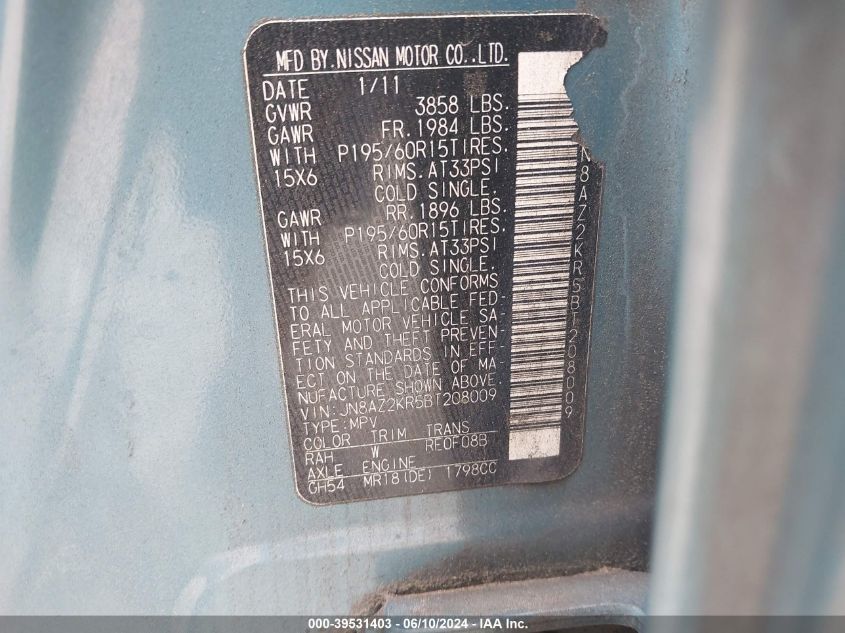 MFD BY.NISSAN MOTOR CO.,LTD.
DATE 1/11
GVWR 3858 LBS.
GAWR FR.1984 LBS.
WITH P195/60R15TIRES.
15X6 RIMS.AT33PSI
COLD SINGLE.
GAWR RR.1896 LBS.
WITH P195/60R15TIRES.
15X6 RIMS.AT33PSI
COLD SINGLE.
THIS VEHICLE CONFORMS
TO ALL APPLICABLE FED-
ERAL MOTOR VEHICLE SA-
FETY AND THEFT PREVEN-
TION STANDARDS IN EFF-
ECT ON THE DATE OF MA-
NUFACTURE SHOWN ABOVE.
VIN:JN8AZ2KR5BT208009
TYPE:MPV
COLOR TRIM TRANS
RAH W RE0F08B
AXLE ENGINE
GH54 MR18(DE) 1798CC
N8AZ2KR5BT208009
000-39531403 - 06/10/2024 - IAA Inc.